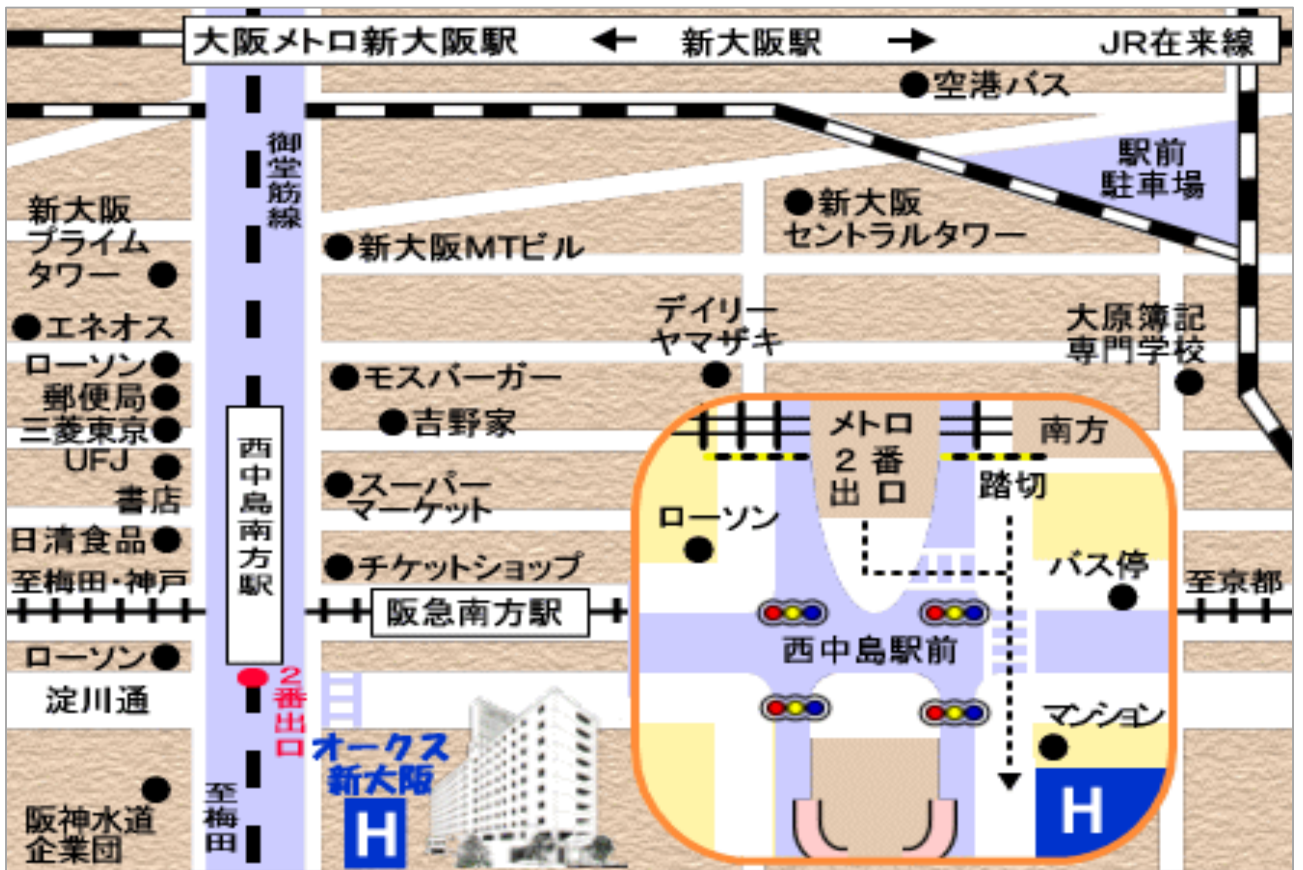 大阪メトロ新大阪駅 ← 新大阪駅 → JR在来線
空港バス
御堂筋線
駅前
駐車場
新大阪
プライム
タワー
新大阪
セントラルタワー
新大阪MTビル
エネオス
デイリー
ヤマザキ
大原簿記
専門学校
ローソン
郵便局
三菱東京
UFJ
書店
日清食品
至梅田・神戸
モスバーガー
吉野家
スーパー
マーケット
チケットショップ
西中島南方駅
阪急南方駅
至京都
メトロ
2番
出口
南方
踏切
ローソン
バス停
西中島駅前
マンション
H
ローソン
淀川通
2番出口
オークス
新大阪
H
至梅田
阪神水道
企業団